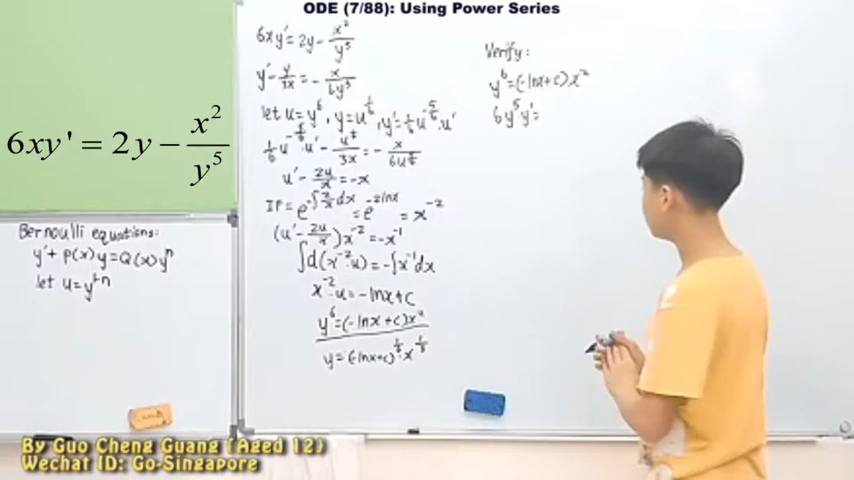 ODE (7/88): Using Power Series
6xy' = 2y - x²/y⁵
Bernoulli equations:
y'+P(x)y=Q(x)yⁿ
let u=y¹⁻ⁿ
6xy'=2y-x²/y⁵
y'-y/3x=-x/6y⁵
let u=y⁶, y=u^(1/6), y'=1/6 u^(-5/6)·u'
1/6 u^(-5/6)·u'-u^(1/6)/3x=-x/6u^(5/6)
u'-2u/x=-x
IF=e^(-∫2/x dx)=e^(-2lnx)=x⁻²
(u'-2u/x)x⁻²=-x⁻¹
∫d(x⁻²·u)=-∫x⁻¹dx
x⁻²·u=-lnx+c
y⁶=(-lnx+c)x²
y=(-lnx+c)^(1/6)·x^(1/3)
Verify:
y⁶=(-lnx+c)x²
6y⁵y'=
By Guo Cheng Guang (Aged 12)
Wechat ID: Go-Singapore